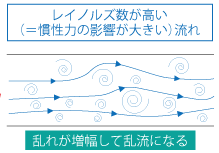 レイノルズ数が高い
(＝慣性力の影響が大きい)流れ
乱れが増幅して乱流になる